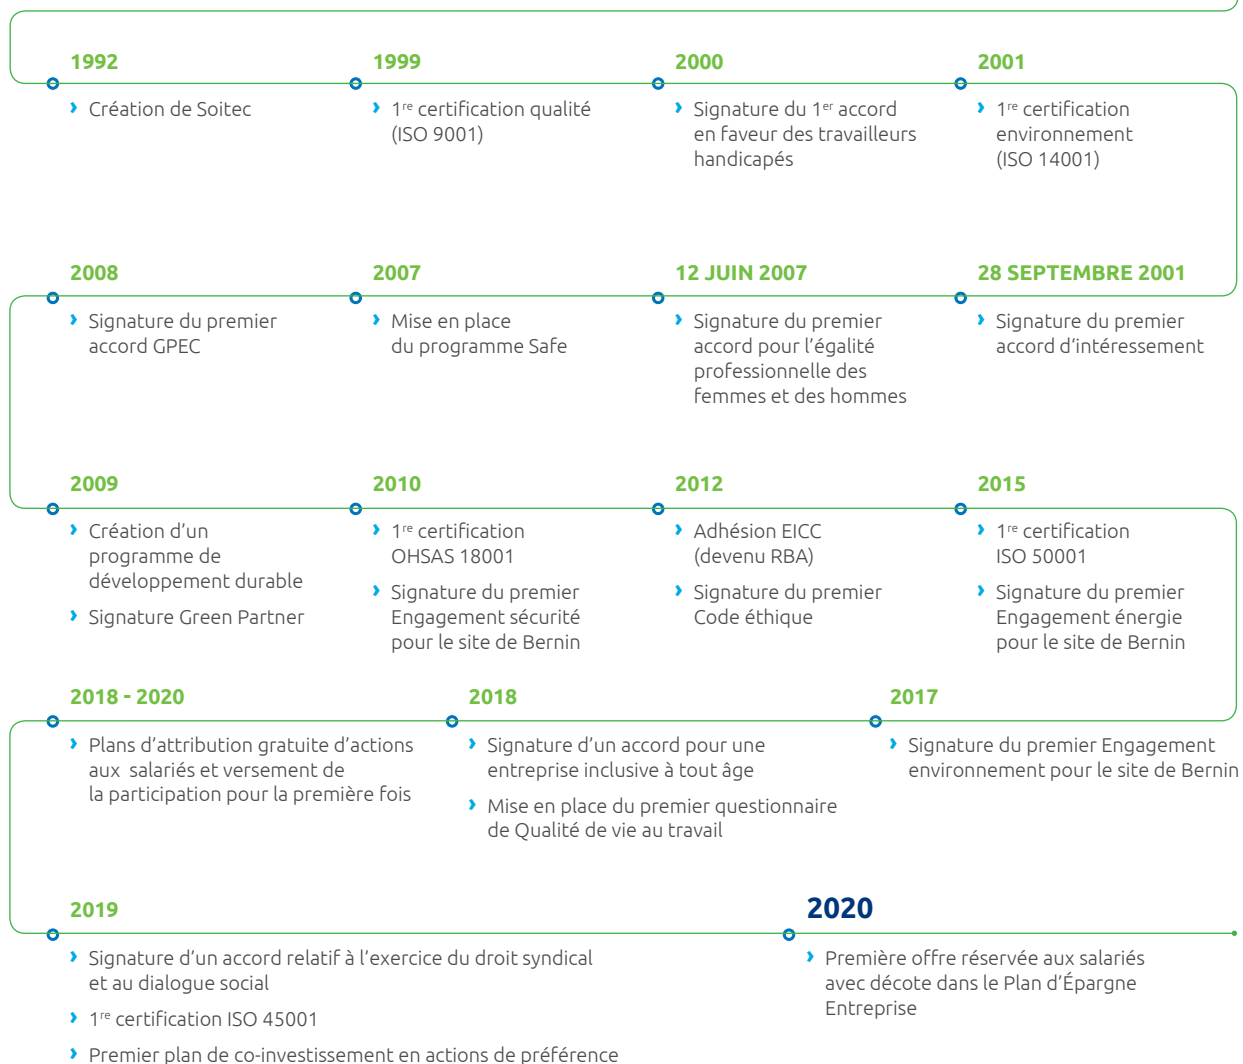 1992
› Création de Soitec
1999
› 1re certification qualité
(ISO 9001)
2000
› Signature du 1er accord
en faveur des travailleurs
handicapés
2001
› 1re certification
environnement
(ISO 14001)
2008
› Signature du premier
accord GPEC
2007
› Mise en place
du programme Safe
12 JUIN 2007
› Signature du premier
accord pour l’égalité
professionnelle des
femmes et des hommes
28 SEPTEMBRE 2001
› Signature du premier
accord d’intéressement
2009
› Création d’un
programme de
développement durable
› Signature Green Partner
2010
› 1re certification
OHSAS 18001
› Signature du premier
Engagement sécurité
pour le site de Bernin
2012
› Adhésion EICC
(devenu RBA)
› Signature du premier
Code éthique
2015
› 1re certification
ISO 50001
› Signature du premier
Engagement énergie
pour le site de Bernin
2018 - 2020
› Plans d’attribution gratuite d’actions
aux salariés et versement de
la participation pour la première fois
2018
› Signature d’un accord pour une
entreprise inclusive à tout âge
› Mise en place du premier questionnaire
de Qualité de vie au travail
2017
› Signature du premier Engagement
environnement pour le site de Bernin
2019
› Signature d’un accord relatif à l’exercice du droit syndical
et au dialogue social
› 1re certification ISO 45001
› Premier plan de co-investissement en actions de préférence
2020
› Première offre réservée aux salariés
avec décote dans le Plan d’Épargne
Entreprise